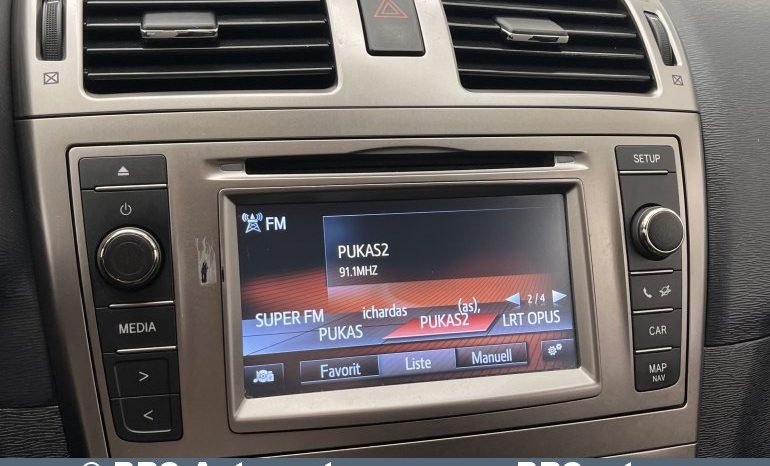 SETUP
FM
PUKAS2
91.1MHZ
2 / 4
SUPER FM
ichardas
(as),
PUKAS
PUKAS2
LRT OPUS
Favorit
Liste
Manuell
MEDIA
CAR
MAP
NAV